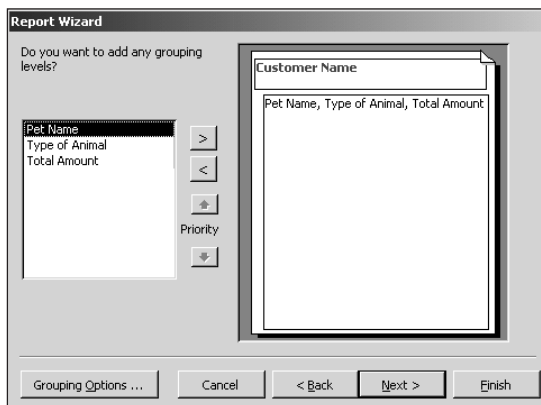 Report Wizard
Do you want to add any grouping
levels?
Pet Name
Type of Animal
Total Amount
>
<
Priority
Customer Name
Pet Name, Type of Animal, Total Amount
Grouping Options ...
Cancel
< Back
Next >
Finish